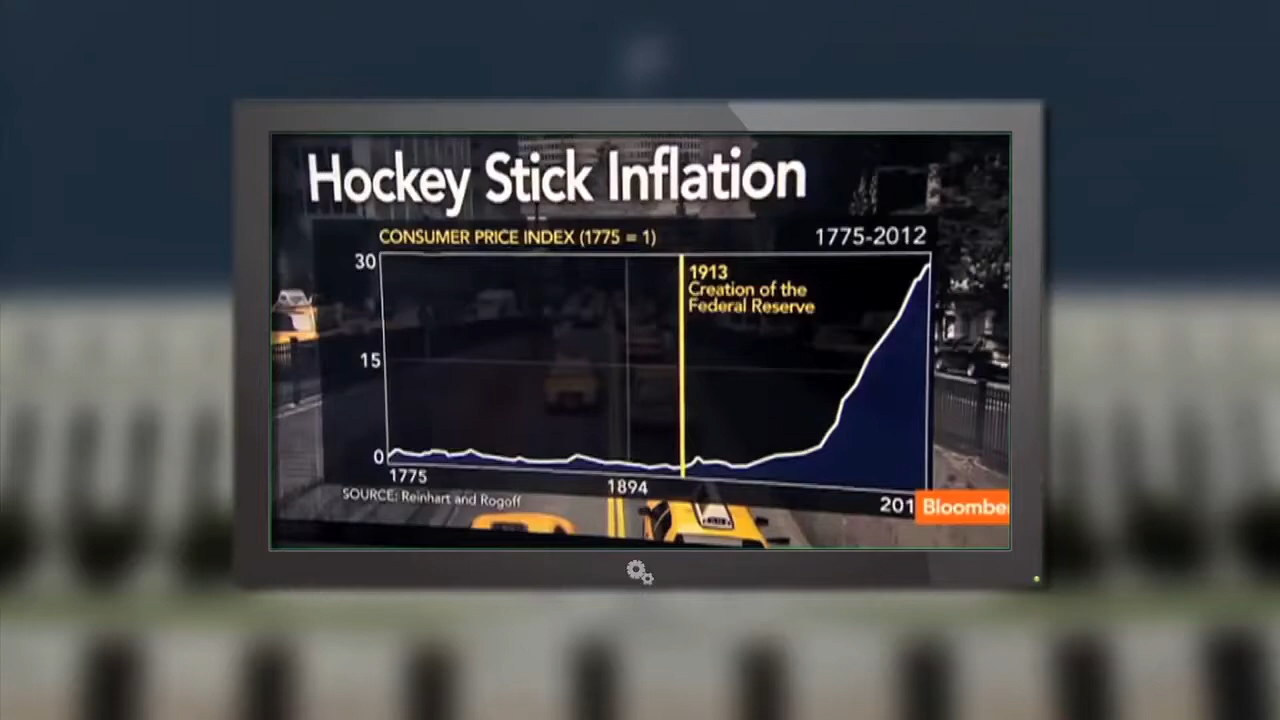 Hockey Stick Inflation
CONSUMER PRICE INDEX (1775 = 1)
1775-2012
30
1913
Creation of the
Federal Reserve
15
0
1775
1894
201
SOURCE: Reinhart and Rogoff
Bloombe